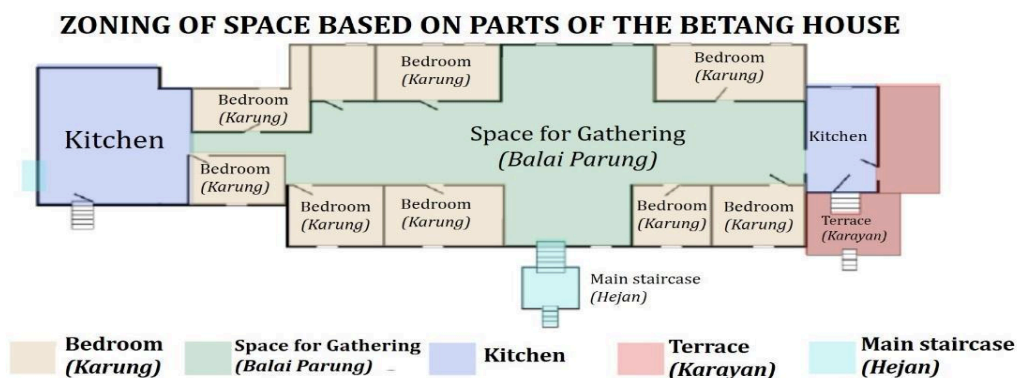 ZONING OF SPACE BASED ON PARTS OF THE BETANG HOUSE
Bedroom
(Karung)
Bedroom
(Karung)
Bedroom
(Karung)
Kitchen
Space for Gathering
(Balai Parung)
Kitchen
Bedroom
(Karung)
Bedroom
(Karung)
Bedroom
(Karung)
Bedroom
(Karung)
Bedroom
(Karung)
Terrace
(Karayan)
Main staircase
(Hejan)
Bedroom
(Karung)
Space for Gathering
(Balai Parung)
Kitchen
Terrace
(Karayan)
Main staircase
(Hejan)